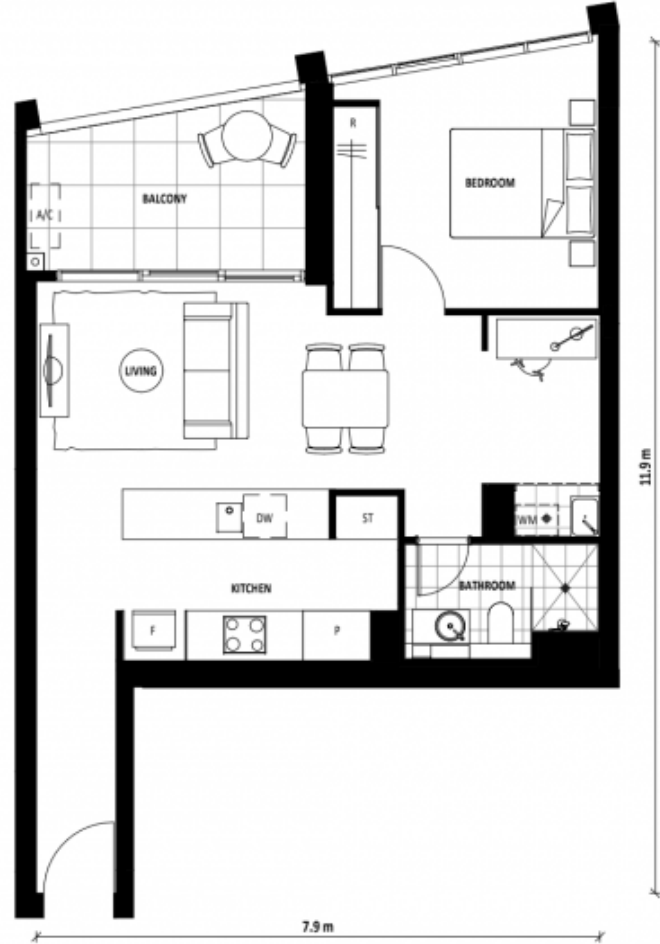 R
BEDROOM
BALCONY
A/C
LIVING
11.9 m
DW
ST
WM
KITCHEN
BATHROOM
F
P
7.9 m